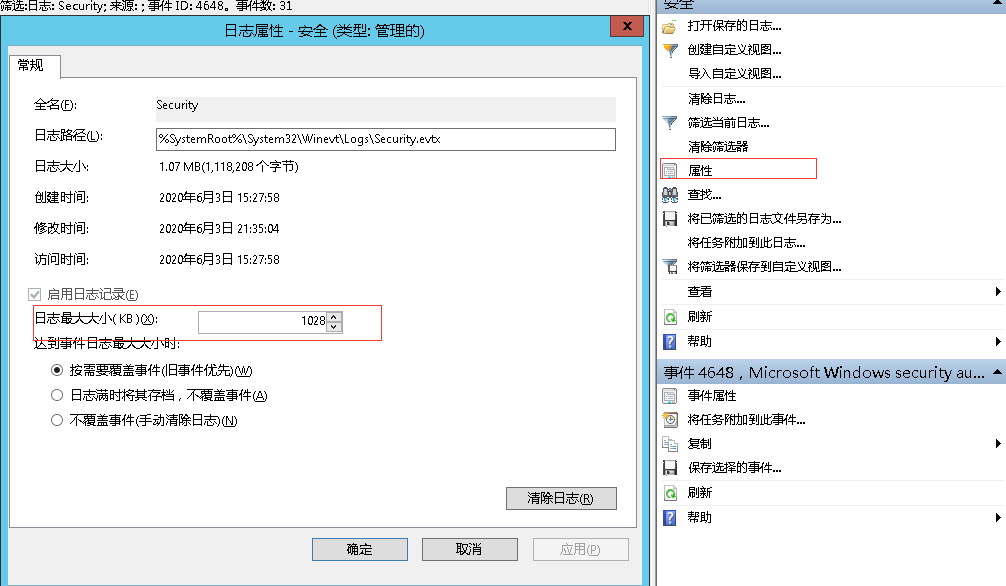 筛选:日志: Security; 来源: ; 事件 ID: 4648。事件数: 31
日志属性 - 安全 (类型: 管理的)
x
常规
全名(F):
Security
日志路径(L):
%SystemRoot%\System32\Winevt\Logs\Security.evtx
日志大小:
1.07 MB(1,118,208 个字节)
创建时间:
2020年6月3日 15:27:58
修改时间:
2020年6月3日 21:35:04
访问时间:
2020年6月3日 15:27:58
启用日志记录(E)
日志最大大小( KB )(X):
1028
达到事件日志最大大小时:
按需要覆盖事件(旧事件优先)(W)
日志满时将其存档，不覆盖事件(A)
不覆盖事件(手动清除日志)(N)
清除日志(R)
确定
取消
应用(P)
安全
打开保存的日志...
创建自定义视图...
导入自定义视图...
清除日志...
筛选当前日志...
清除筛选器
属性
查找...
将已筛选的日志文件另存为...
将任务附加到此日志...
将筛选器保存到自定义视图...
查看
刷新
帮助
事件 4648，Microsoft Windows security au...
事件属性
将任务附加到此事件...
复制
保存选择的事件...
刷新
帮助